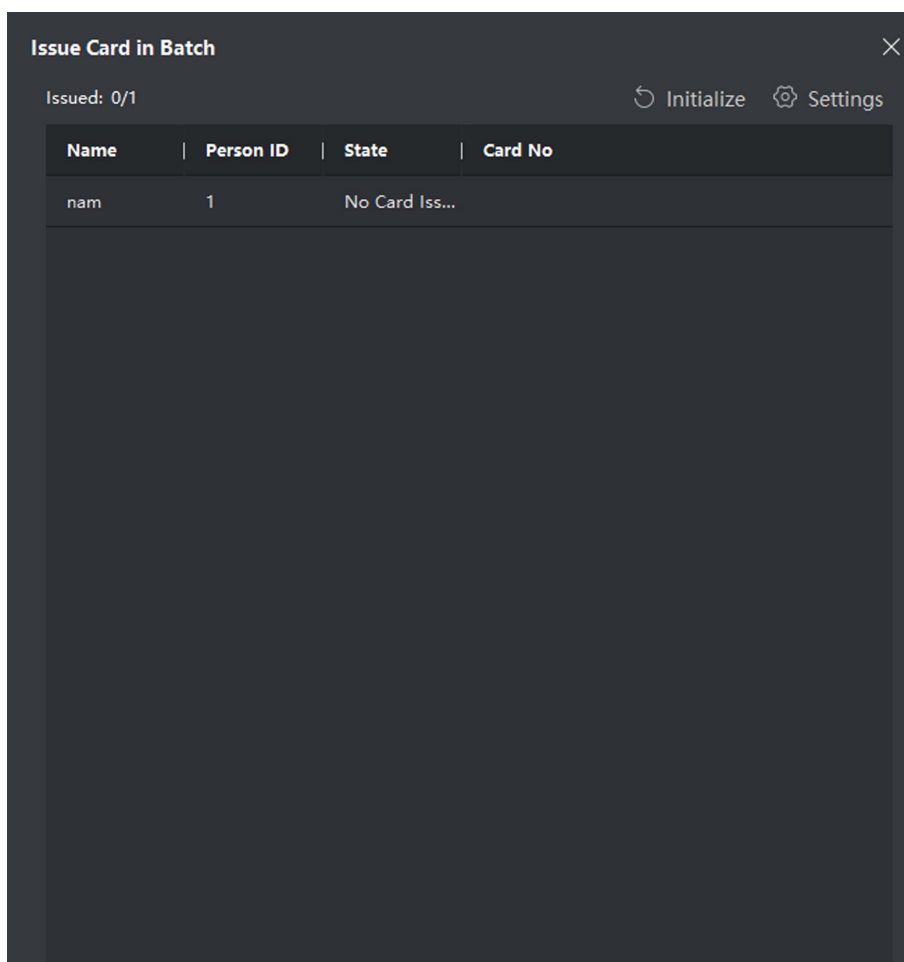 Issue Card in Batch
Issued: 0/1 Initialize Settings
Name | Person ID | State | Card No
nam 1 No Card Iss...